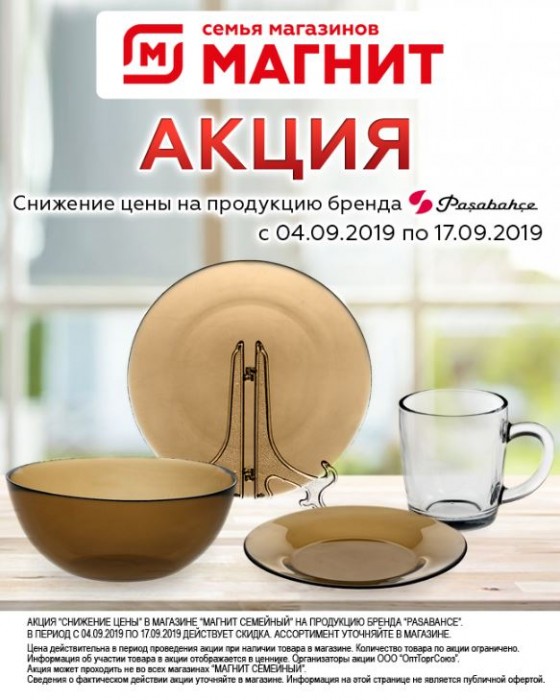 семья магазинов
МАГНИТ
АКЦИЯ
Снижение цены на продукцию бренда Paşabahçe
с 04.09.2019 по 17.09.2019
АКЦИЯ "СНИЖЕНИЕ ЦЕНЫ" В МАГАЗИНЕ "МАГНИТ СЕМЕЙНЫЙ" НА ПРОДУКЦИЮ БРЕНДА "PASABAHCE".
В ПЕРИОД С 04.09.2019 ПО 17.09.2019 ДЕЙСТВУЕТ СКИДКА. АССОРТИМЕНТ УТОЧНЯЙТЕ В МАГАЗИНЕ.
Цена действительна в период проведения акции при наличии товара в магазине. Количество товара по акции ограничено.
Информация об участии товара в акции отображается в ценнике. Организаторы акции ООО "ОптТоргСоюз".
Акция может проходить не во всех магазинах "МАГНИТ СЕМЕЙНЫЙ".
Сведения о фактическом действии акции уточняйте в магазине. Информация на этой странице не является публичной офертой.